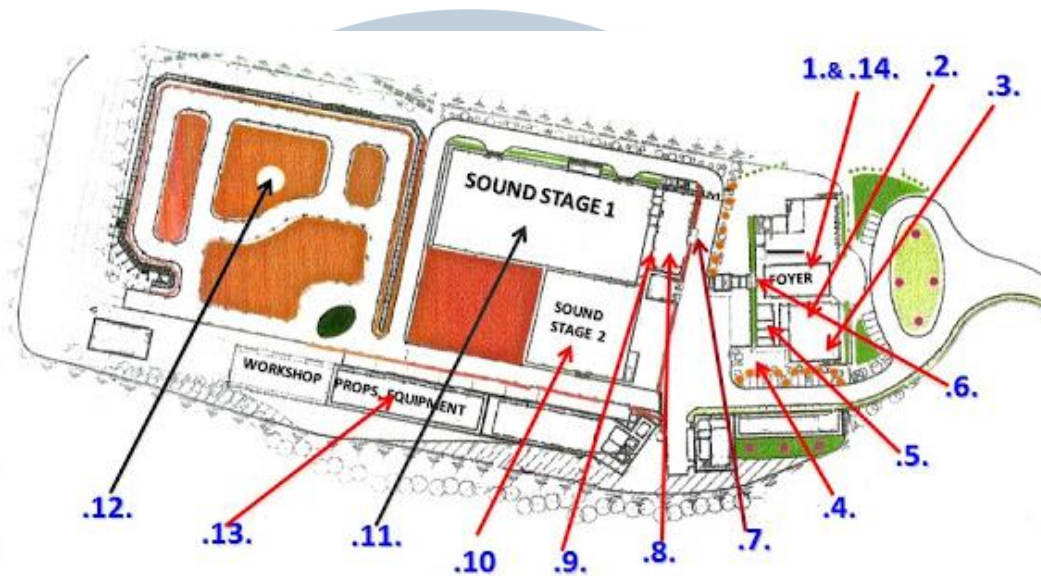 1.& .14.
.2.
.3.
SOUND STAGE 1
FOYER
SOUND
STAGE 2
WORKSHOP
PROPS, EQUIPMENT
.6.
.5.
.4.
.12.
.13.
.11.
.10
.9.
.8.
.7.